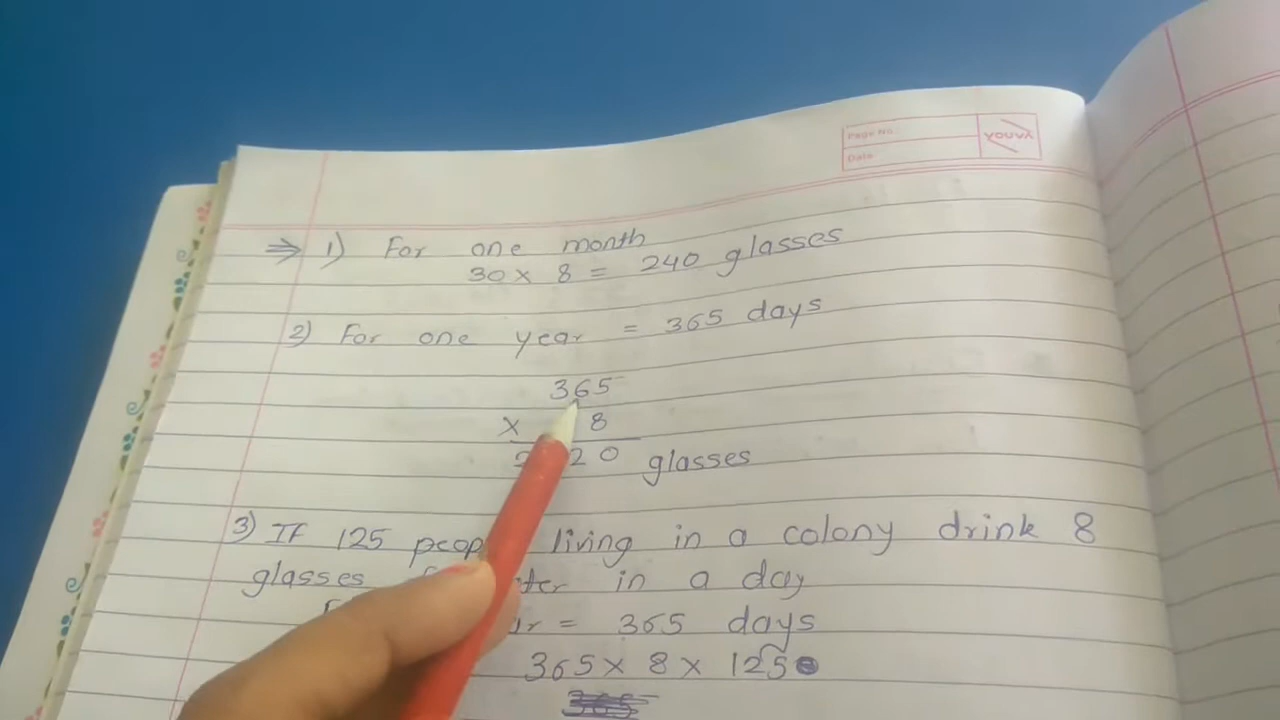 Page No.:
Date
YOUVA
⇒ 1) For one month
30 x 8 = 240 glasses
2) For one year = 365 days
365
x 8
20 glasses
3) If 125 living in a colony drink 8
glasses in a day
= 365 days
365 x 8 x 125